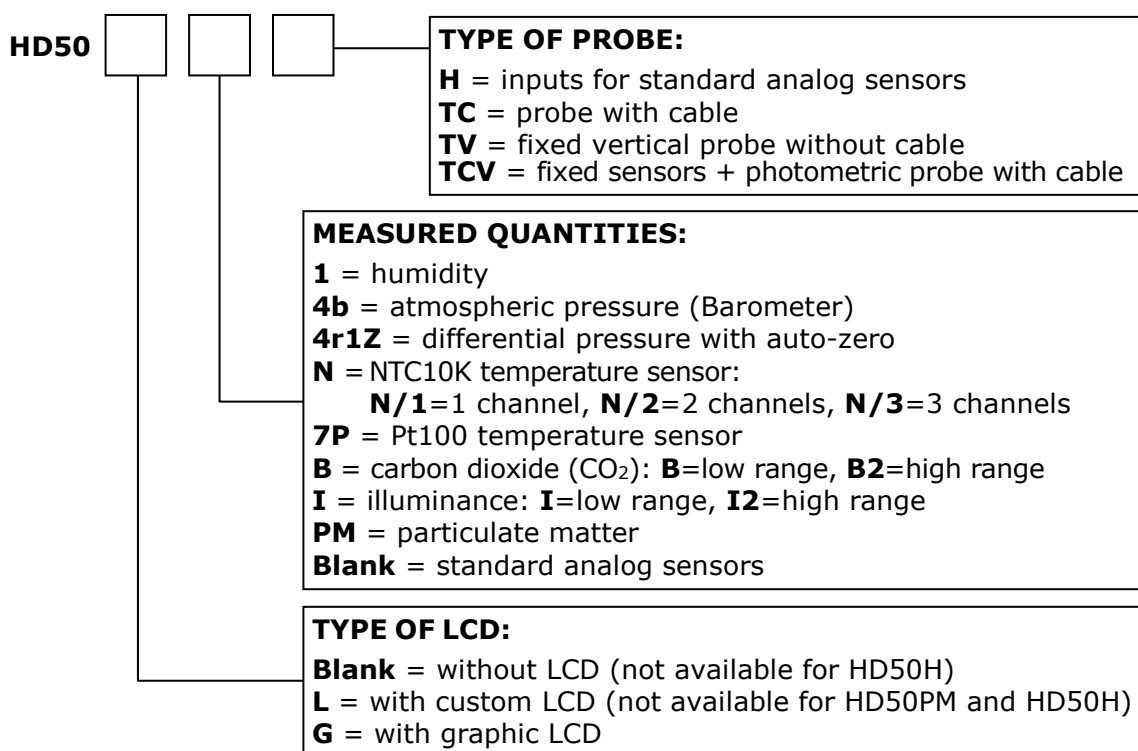 HD50
TYPE OF PROBE:
H = inputs for standard analog sensors
TC = probe with cable
TV = fixed vertical probe without cable
TCV = fixed sensors + photometric probe with cable
MEASURED QUANTITIES:
1 = humidity
4b = atmospheric pressure (Barometer)
4r1Z = differential pressure with auto-zero
N = NTC10K temperature sensor:
N/1=1 channel, N/2=2 channels, N/3=3 channels
7P = Pt100 temperature sensor
B = carbon dioxide (CO₂): B=low range, B2=high range
I = illuminance: I=low range, I2=high range
PM = particulate matter
Blank = standard analog sensors
TYPE OF LCD:
Blank = without LCD (not available for HD50H)
L = with custom LCD (not available for HD50PM and HD50H)
G = with graphic LCD